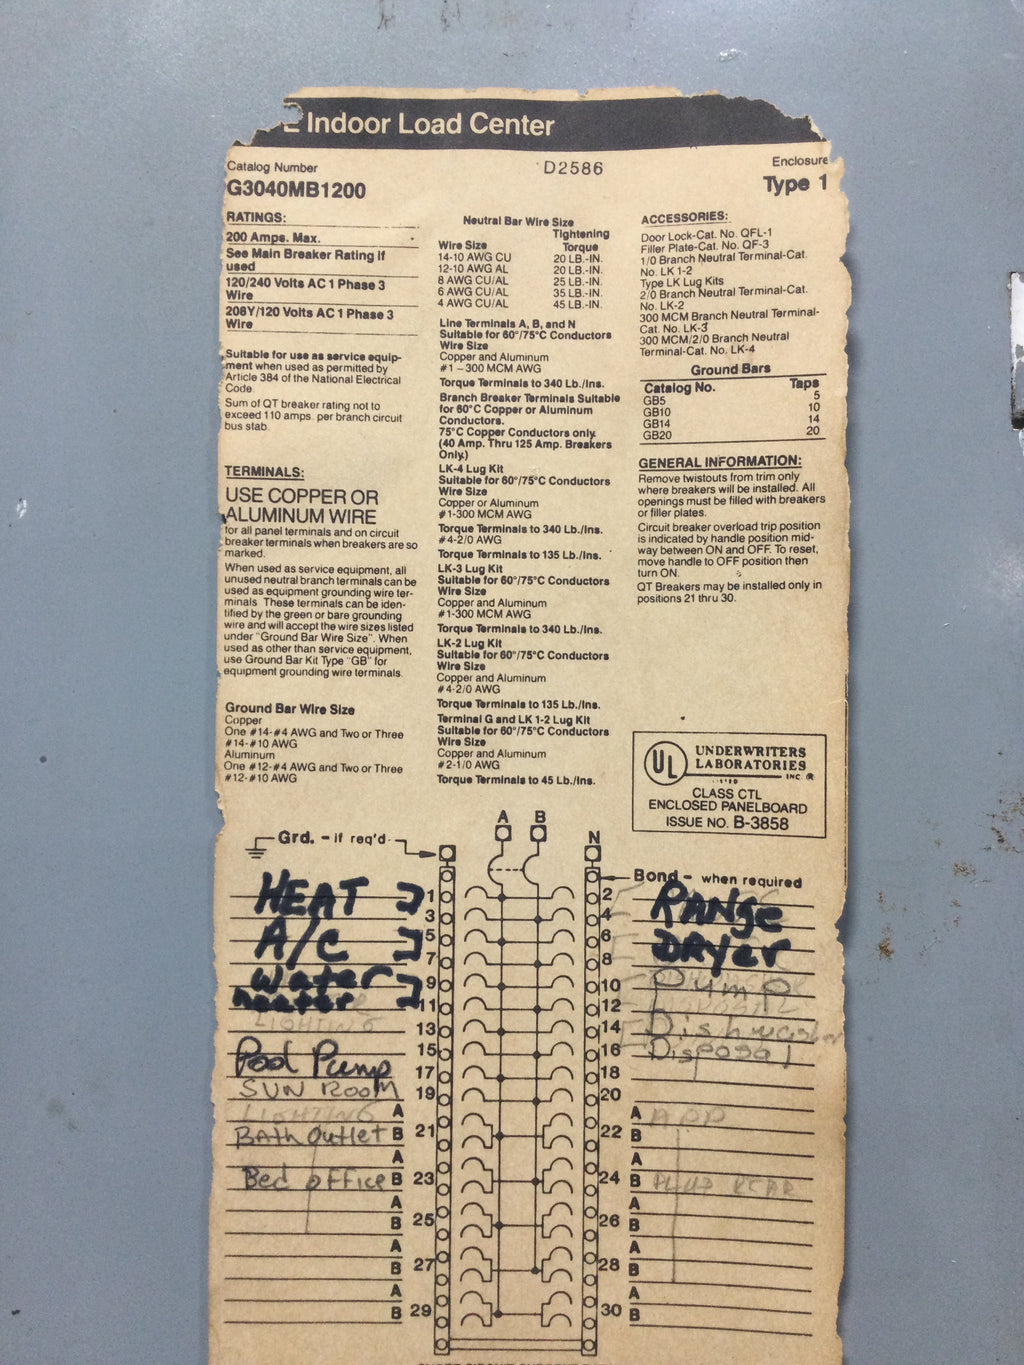 Indoor Load Center
Catalog Number
G3040MB1200
D2586
Enclosure
Type 1
RATINGS:
200 Amps. Max.
See Main Breaker Rating if
used
120/240 Volts AC 1 Phase 3
Wire
208Y/120 Volts AC 1 Phase 3
Wire
Suitable for use as service equip-
ment when used as permitted by
Article 384 of the National Electrical
Code.
Sum of QT breaker rating not to
exceed 110 amps. per branch circuit
bus stab.
TERMINALS:
USE COPPER OR
ALUMINUM WIRE
for all panel terminals and on circuit
breaker terminals when breakers are so
marked.
When used as service equipment, all
unused neutral branch terminals can be
used as equipment grounding wire ter-
minals. These terminals can be iden-
tified by the green or bare grounding
wire and will accept the wire sizes listed
under "Ground Bar Wire Size". When
used as other than service equipment,
use Ground Bar Kit Type "GB" for
equipment grounding wire terminals.
Ground Bar Wire Size
Copper
One #14-#4 AWG and Two or Three
#14-#10 AWG
Aluminum
One #12-#4 AWG and Two or Three
#12-#10 AWG
Neutral Bar Wire Size
Tightening
Wire Size Torque
14-10 AWG CU 20 LB.-IN.
12-10 AWG AL 20 LB.-IN.
8 AWG CU/AL 25 LB.-IN.
6 AWG CU/AL 35 LB.-IN.
4 AWG CU/AL 45 LB.-IN.
Line Terminals A, B, and N
Suitable for 60°/75°C Conductors
Wire Size
Copper and Aluminum
#1-300 MCM AWG
Torque Terminals to 340 Lb./Ins.
Branch Breaker Terminals Suitable
for 60°C Copper or Aluminum
Conductors.
75°C Copper Conductors only.
(40 Amp. Thru 125 Amp. Breakers
Only.)
LK-4 Lug Kit
Suitable for 60°/75°C Conductors
Wire Size
Copper or Aluminum
#1-300 MCM AWG
Torque Terminals to 340 Lb./Ins.
#4-2/0 AWG
Torque Terminals to 135 Lb./Ins.
LK-3 Lug Kit
Suitable for 60°/75°C Conductors
Wire Size
Copper and Aluminum
#1-300 MCM AWG
Torque Terminals to 340 Lb./Ins.
LK-2 Lug Kit
Suitable for 60°/75°C Conductors
Wire Size
Copper and Aluminum
#4-2/0 AWG
Torque Terminals to 135 Lb./Ins.
Terminal G and LK 1-2 Lug Kit
Suitable for 60°/75°C Conductors
Wire Size
Copper and Aluminum
#2-1/0 AWG
Torque Terminals to 45 Lb./Ins.
ACCESSORIES:
Door Lock-Cat. No. QFL-1
Filler Plate-Cat. No. QF-3
1/0 Branch Neutral Terminal-Cat.
No. LK 1-2
Type LK Lug Kits
2/0 Branch Neutral Terminal-Cat.
No. LK-2
300 MCM Branch Neutral Terminal-
Cat. No. LK-3
300 MCM/2/0 Branch Neutral
Terminal-Cat. No. LK-4
Ground Bars
Catalog No. Taps
GB5 5
GB10 10
GB14 14
GB20 20
GENERAL INFORMATION:
Remove twistouts from trim only
where breakers will be installed. All
openings must be filled with breakers
or filler plates.
Circuit breaker overload trip position
is indicated by handle position mid-
way between ON and OFF. To reset,
move handle to OFF position then
turn ON.
QT Breakers may be installed only in
positions 21 thru 30.
UL UNDERWRITERS
LABORATORIES
INC. ®
LISTED
CLASS CTL
ENCLOSED PANELBOARD
ISSUE NO. B-3858
A B
Grd. - if req'd N
Bond - when required
HEAT 1 2 RANGE
3 4
A/C 5 6 DRYER
7 8
Water 9 10 Pump
heater 11 12
LIGHTING 13 14 Dishwasher
15 16 Disposal
Pool Pump 17 18
SUN ROOM 19 20
LIGHTING A A APP
Bath Outlet B 21 22 B
A A
Bed office B 23 24 B
A A
B 25 26 B
A A
B 27 28 B
A A
B 29 30 B